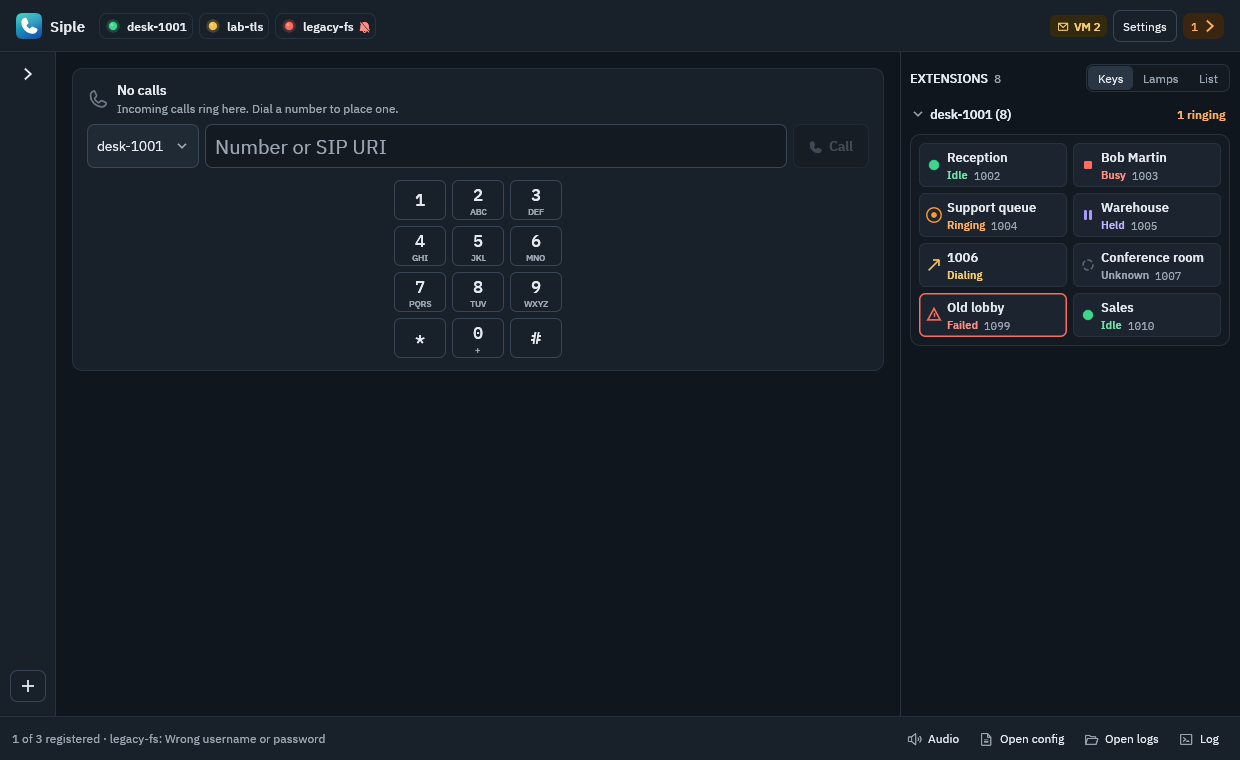 Siple
desk-1001
lab-tls
legacy-fs
VM 2
Settings
1
No calls
Incoming calls ring here. Dial a number to place one.
desk-1001
Number or SIP URI
Call
1
2 ABC
3 DEF
4 GHI
5 JKL
6 MNO
7 PQRS
8 TUV
9 WXYZ
*
0 +
#
EXTENSIONS 8
Keys
Lamps
List
desk-1001 (8)
1 ringing
Reception
Idle 1002
Bob Martin
Busy 1003
Support queue
Ringing 1004
Warehouse
Held 1005
1006
Dialing
Conference room
Unknown 1007
Old lobby
Failed 1099
Sales
Idle 1010
1 of 3 registered · legacy-fs: Wrong username or password
Audio
Open config
Open logs
Log